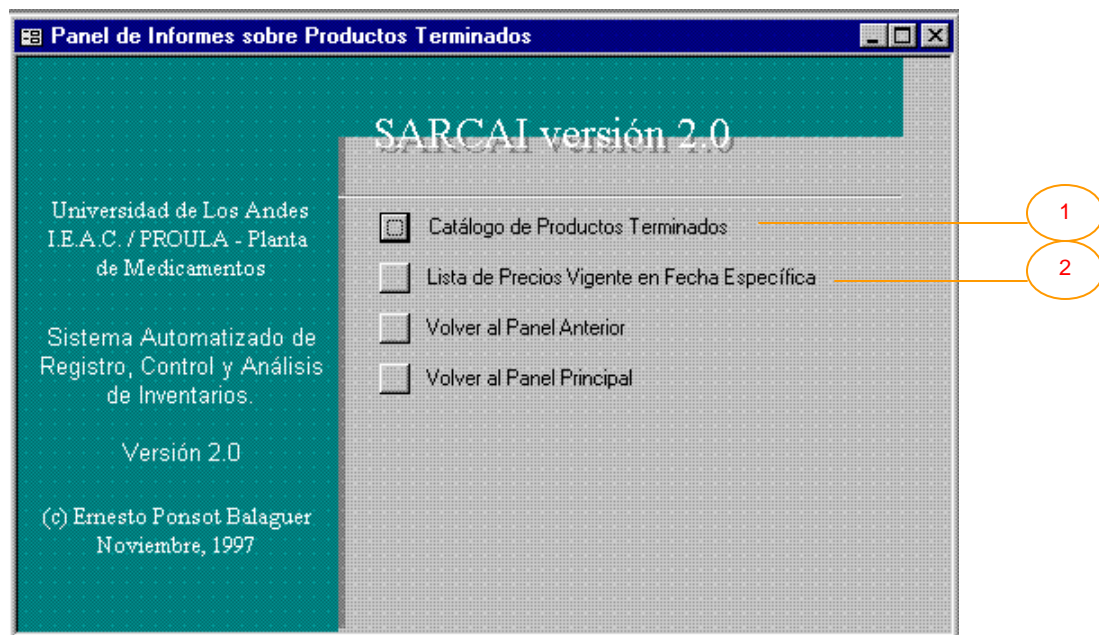 Panel de Informes sobre Productos Terminados
SARCAI versión 2.0
Universidad de Los Andes
I.E.A.C. / PROULA - Planta
de Medicamentos
Sistema Automatizado de
Registro, Control y Análisis
de Inventarios.
Versión 2.0
(c) Ernesto Ponsot Balaguer
Noviembre, 1997
Catálogo de Productos Terminados
1
Lista de Precios Vigente en Fecha Específica
2
Volver al Panel Anterior
Volver al Panel Principal